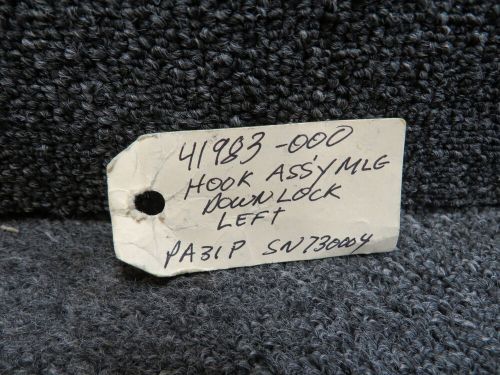 41983-000
HOOK ASS'Y MLG
DOWN LOCK
LEFT
PA31P SN730004